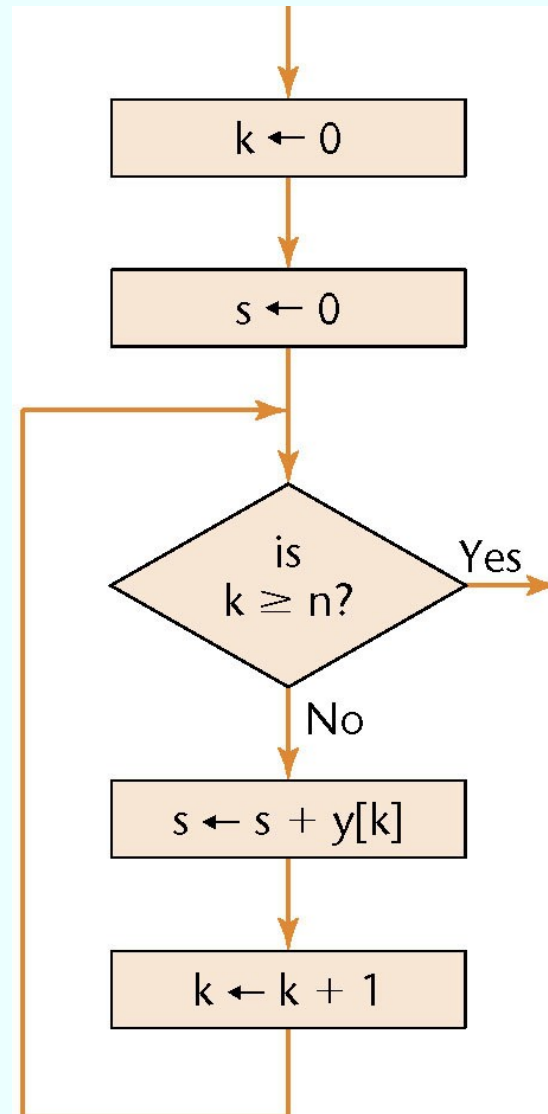 k ← 0
s ← 0
is
k ≥ n?
Yes
No
s ← s + y[k]
k ← k + 1